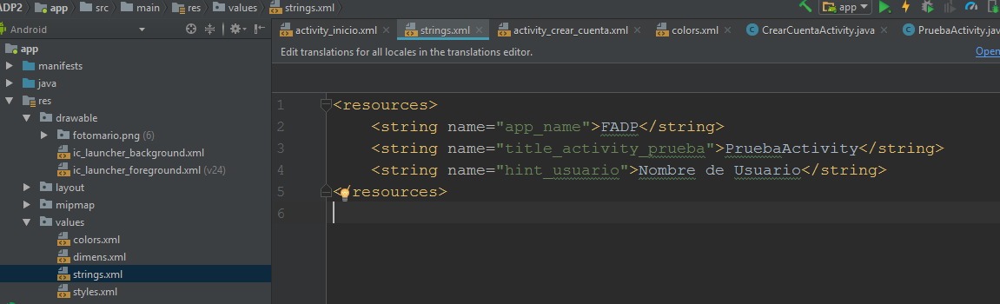 ADP2 app src main res values strings.xml app
Android
activity_inicio.xml strings.xml activity_crear_cuenta.xml colors.xml CrearCuentaActivity.java PruebaActivity.jav
Edit translations for all locales in the translations editor. Open
app
manifests
java
res
drawable
fotomario.png (6)
ic_launcher_background.xml
ic_launcher_foreground.xml (v24)
layout
mipmap
values
colors.xml
dimens.xml
strings.xml
styles.xml
1 <resources>
2 <string name="app_name">FADP</string>
3 <string name="title_activity_prueba">PruebaActivity</string>
4 <string name="hint_usuario">Nombre de Usuario</string>
5 </resources>
6